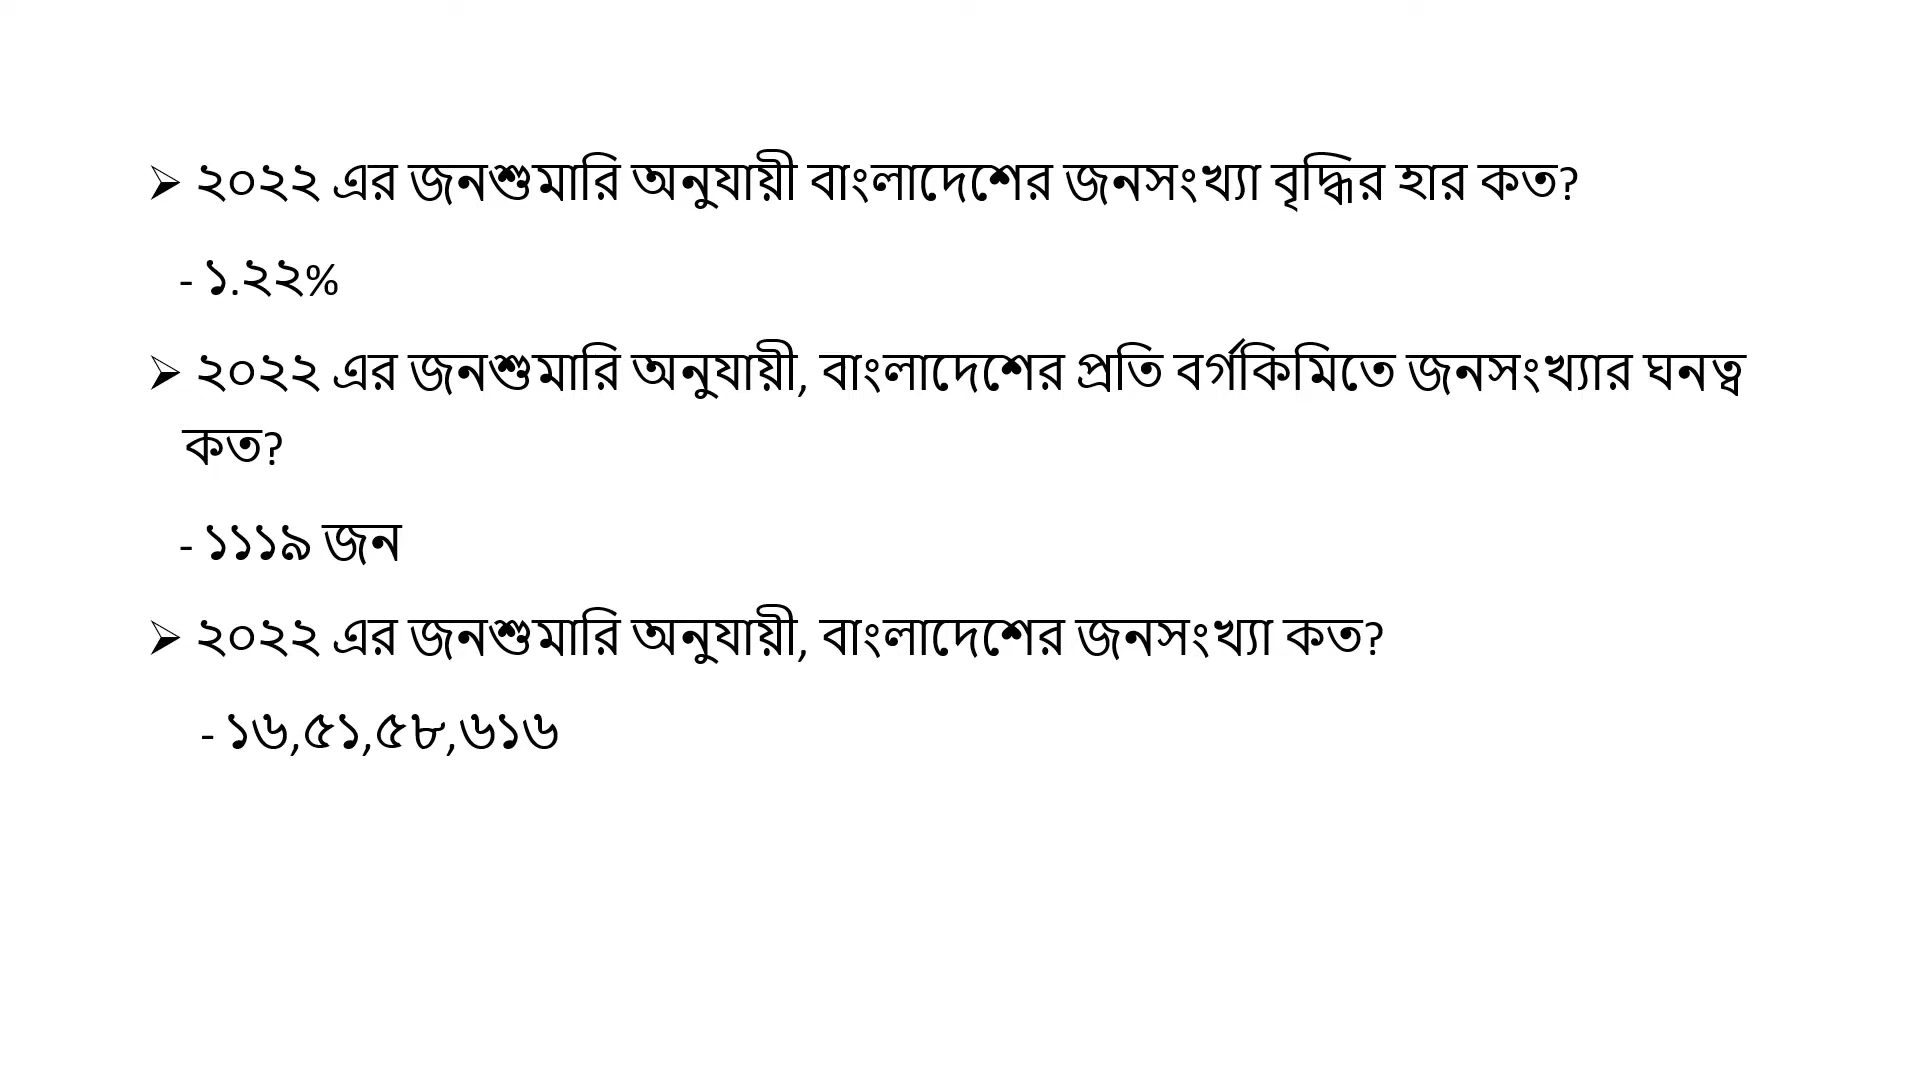 ➢ ২০২২ এর জনশুমারি অনুযায়ী বাংলাদেশের জনসংখ্যা বৃদ্ধির হার কত?
- ১.২২%
➢ ২০২২ এর জনশুমারি অনুযায়ী, বাংলাদেশের প্রতি বর্গকিমিতে জনসংখ্যার ঘনত্ব
কত?
- ১১১৯ জন
➢ ২০২২ এর জনশুমারি অনুযায়ী, বাংলাদেশের জনসংখ্যা কত?
- ১৬,৫১,৫৮,৬১৬